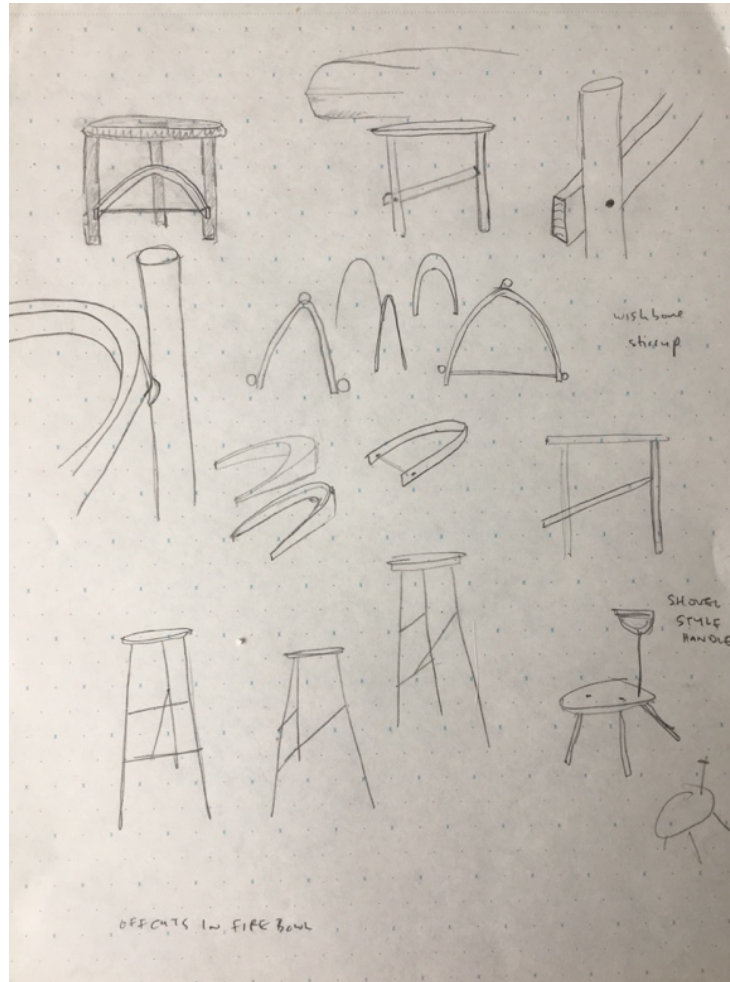 wishbone
stirrup
SHOVEL
STYLE
HANDLE
OFFCUTS IN FIRE BOWL